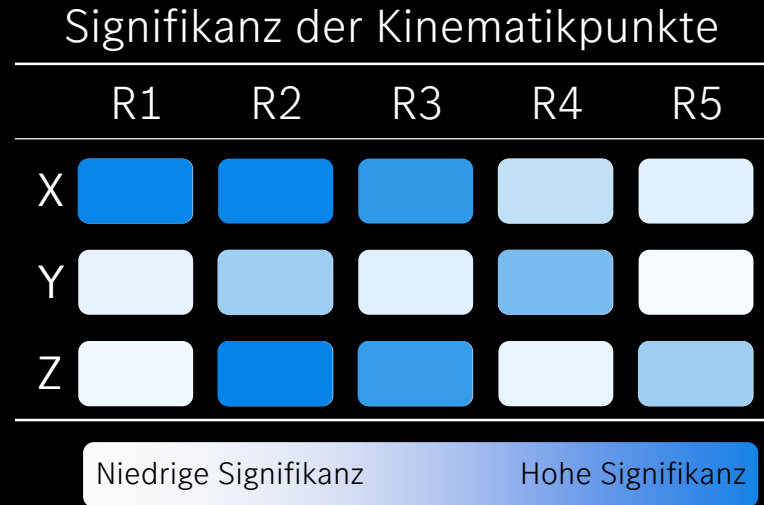 Signifikanz der Kinematikpunkte
R1 R2 R3 R4 R5
X
Y
Z
Niedrige Signifikanz Hohe Signifikanz